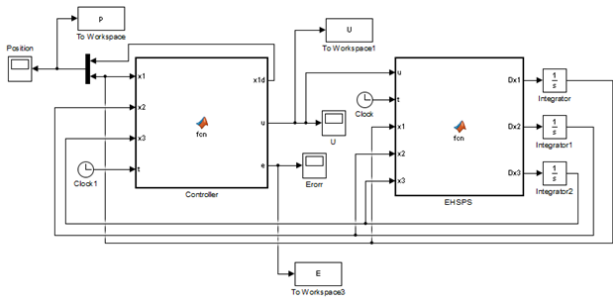 P
To Workspace
Position
U
To Workspace1
x1
x2
x3
t
fcn
x1d
u
e
Controller
Clock1
U
Erorr
Clock
u
t
x1
x2
x3
fcn
Dx1
Dx2
Dx3
EHSPS
1
s
Integrator
1
s
Integrator1
1
s
Integrator2
E
To Workspace3